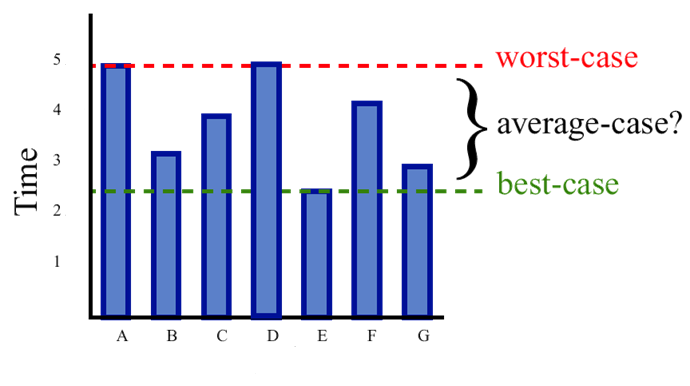 5
worst-case
4
average-case?
3
best-case
2
1
Time
A B C D E F G